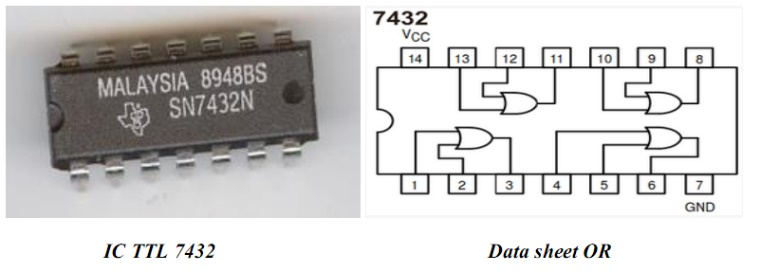 MALAYSIA 8948BS
SN7432N
7432
VCC
14 13 12 11 10 9 8
1 2 3 4 5 6 7
GND
IC TTL 7432
Data sheet OR